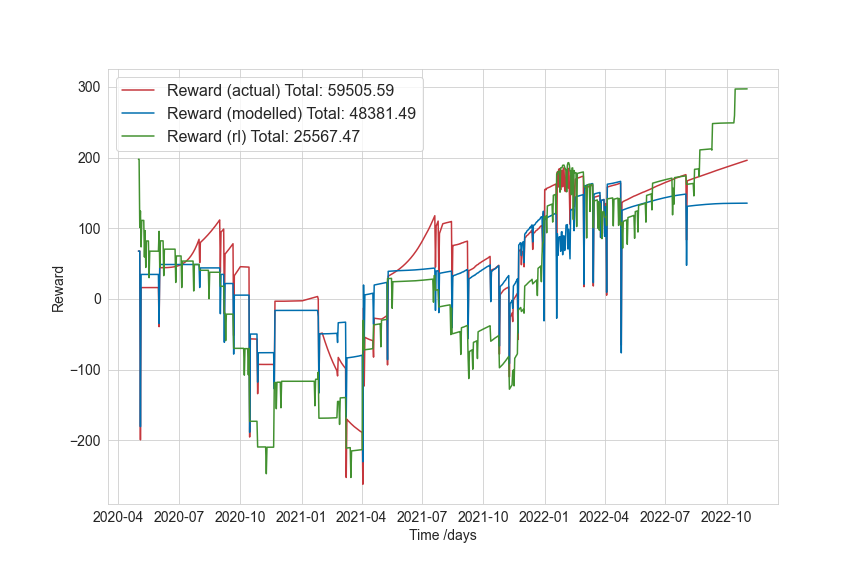 Reward (actual) Total: 59505.59
Reward (modelled) Total: 48381.49
Reward (rl) Total: 25567.47
300
200
100
0
−100
−200
Reward
2020-04 2020-07 2020-10 2021-01 2021-04 2021-07 2021-10 2022-01 2022-04 2022-07 2022-10
Time /days